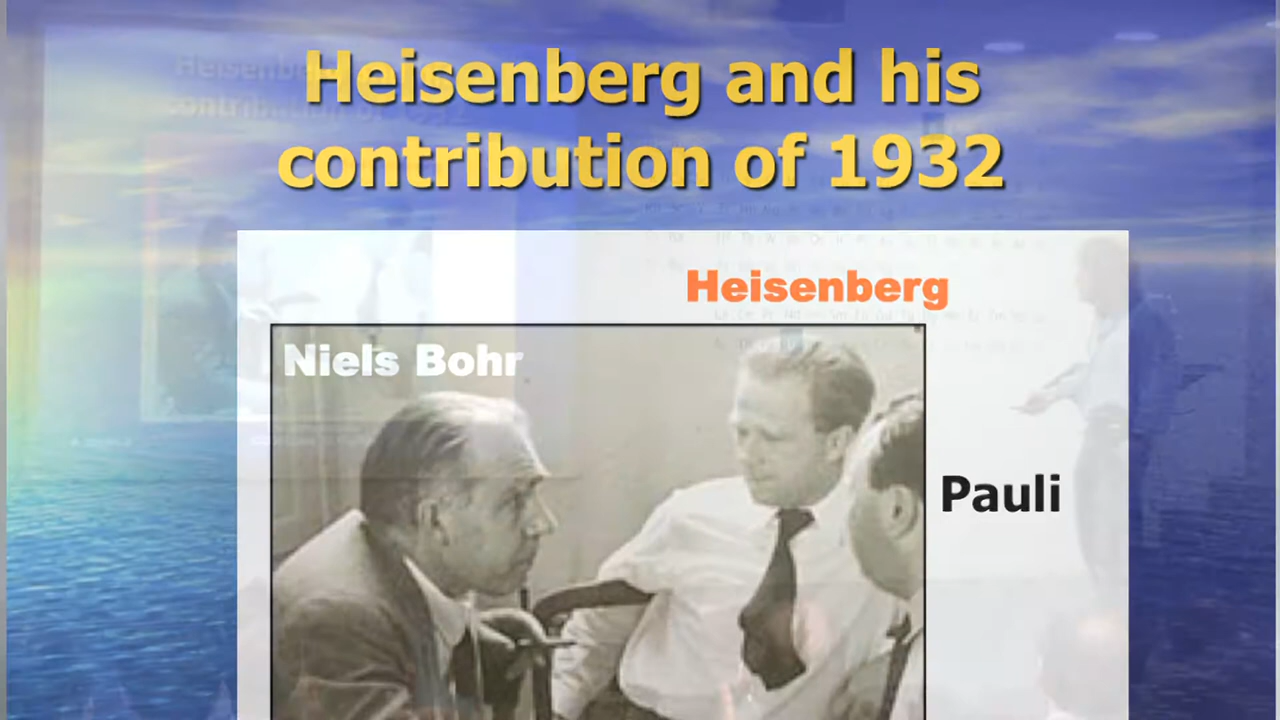 Heisenberg and his
contribution of 1932
Heisenberg
Niels Bohr
Pauli